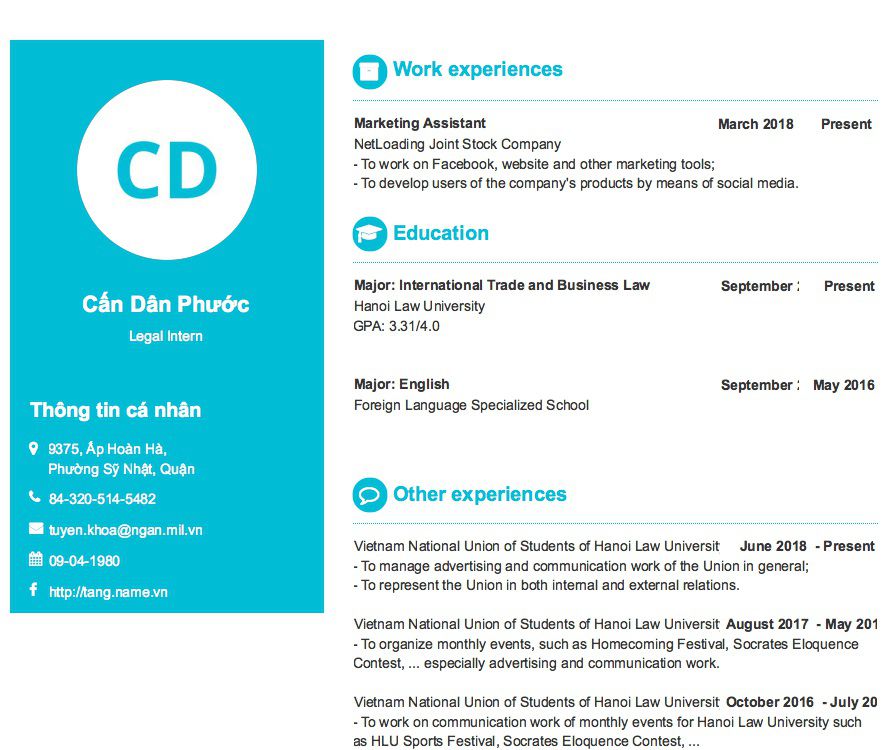 CD
Cấn Dân Phước
Legal Intern
Thông tin cá nhân
9375, Ấp Hoàn Hà,
Phường Sỹ Nhật, Quận
84-320-514-5482
tuyen.khoa@ngan.mil.vn
09-04-1980
http://tang.name.vn
Work experiences
Marketing Assistant March 2018 Present
NetLoading Joint Stock Company
- To work on Facebook, website and other marketing tools;
- To develop users of the company's products by means of social media.
Education
Major: International Trade and Business Law September Present
Hanoi Law University
GPA: 3.31/4.0
Major: English September May 2016
Foreign Language Specialized School
Other experiences
Vietnam National Union of Students of Hanoi Law Universit June 2018 - Present
- To manage advertising and communication work of the Union in general;
- To represent the Union in both internal and external relations.
Vietnam National Union of Students of Hanoi Law Universit August 2017 - May 201
- To organize monthly events, such as Homecoming Festival, Socrates Eloquence
Contest, ... especially advertising and communication work.
Vietnam National Union of Students of Hanoi Law Universit October 2016 - July 20
- To work on communication work of monthly events for Hanoi Law University such
as HLU Sports Festival, Socrates Eloquence Contest, ...